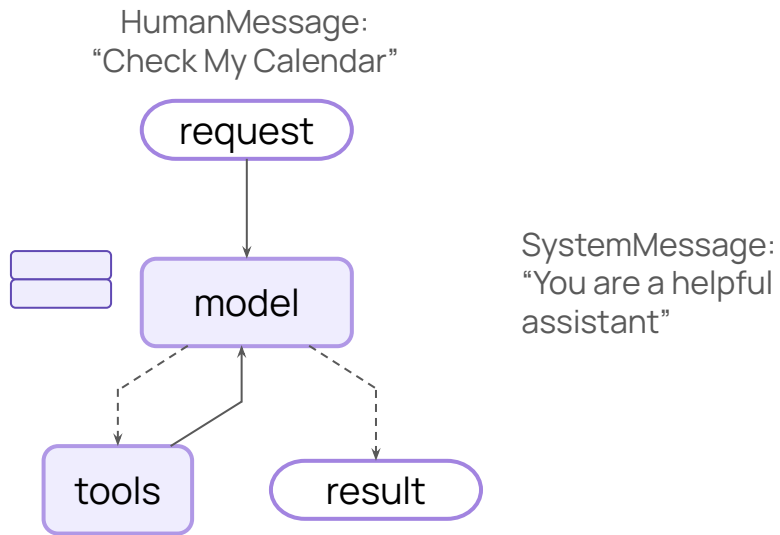 HumanMessage:
“Check My Calendar”
request
model
SystemMessage:
“You are a helpful
assistant”
tools
result